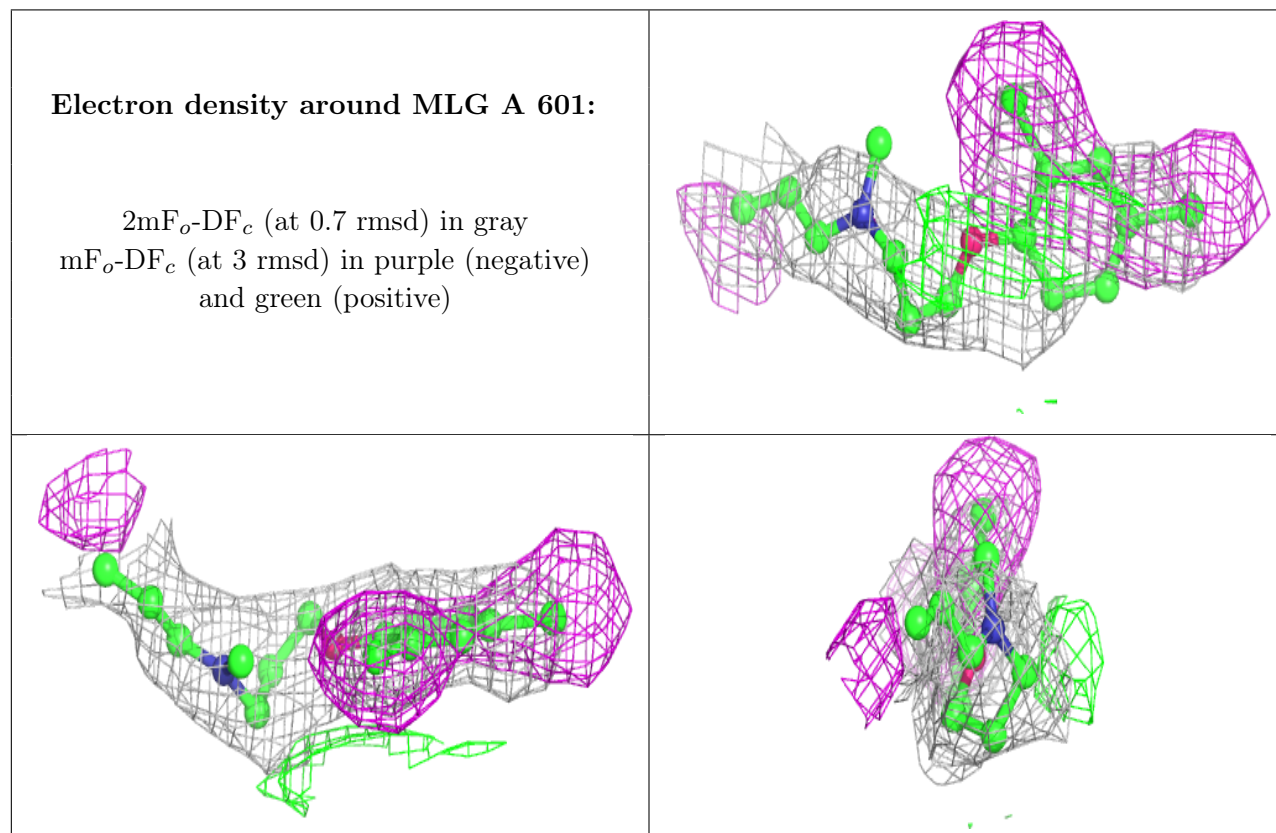 Electron density around MLG A 601:
2mFo-DFc (at 0.7 rmsd) in gray
mFo-DFc (at 3 rmsd) in purple (negative)
and green (positive)